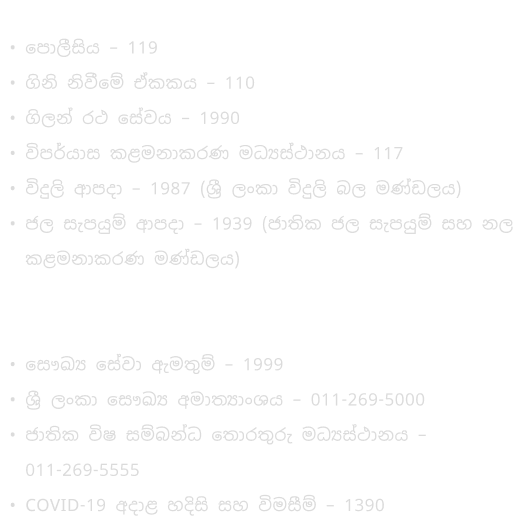 • පොලීසිය – 119
• ගිනි නිවීමේ ඒකකය – 110
• ගිලන් රථ සේවය – 1990
• විපර්යාස කළමනාකරණ මධ්‍යස්ථානය – 117
• විදුලි ආපදා – 1987 (ශ්‍රී ලංකා විදුලි බල මණ්ඩලය)
• ජල සැපයුම් ආපදා – 1939 (ජාතික ජල සැපයුම් සහ නල
කළමනාකරණ මණ්ඩලය)
• සෞඛ්‍ය සේවා ඇමතුම් – 1999
• ශ්‍රී ලංකා සෞඛ්‍ය අමාත්‍යාංශය – 011-269-5000
• ජාතික විෂ සම්බන්ධ තොරතුරු මධ්‍යස්ථානය –
011-269-5555
• COVID-19 අදාළ හදිසි සහ විමසීම් – 1390